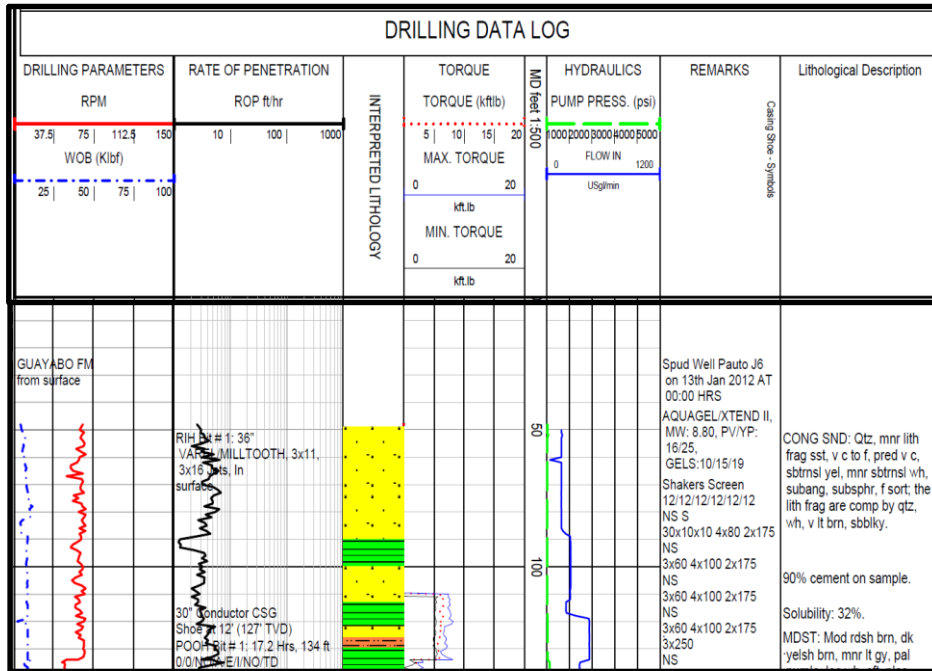 DRILLING DATA LOG
DRILLING PARAMETERS
RPM
37.5 75 112.5 150
WOB (Klbf)
25 50 75 100
RATE OF PENETRATION
ROP ft/hr
10 100 1000
INTERPRETED LITHOLOGY
TORQUE
TORQUE (kftlb)
5 10 15 20
MAX. TORQUE
0 20
kft.lb
MIN. TORQUE
0 20
kft.lb
MD feet 1:500
HYDRAULICS
PUMP PRESS. (psi)
1000 2000 3000 4000 5000
FLOW IN
0 1200
USgl/min
REMARKS
Casing Shoe - Symbols
Lithological Description
GUAYABO FM
from surface
RIH Bit # 1: 36"
/MILLTOOTH, 3x11,
3x16 Jets, In
surface
30" Conductor CSG
Shoe at 12' (127' TVD)
POOH Bit # 1: 17.2 Hrs, 134 ft
50
100
Spud Well Pauto J6
on 13th Jan 2012 AT
00:00 HRS
AQUAGEL/XTEND II,
MW: 8.80, PV/YP:
16/25,
GELS:10/15/19
Shakers Screen
12/12/12/12/12/12
NS S
30x10x10 4x80 2x175
NS
3x60 4x100 2x175
NS
3x60 4x100 2x175
NS
3x60 4x100 2x175
3x250
NS
CONG SND: Qtz, mnr lith
frag sst, v c to f, pred v c,
sbtrnsl yel, mnr sbtrnsl wh,
subang, subsphr, f sort; the
lith frag are comp by qtz,
wh, v lt brn, sbblky.
90% cement on sample.
Solubility: 32%.
MDST: Mod rdsh brn, dk
yelsh brn, mnr lt gy, pal